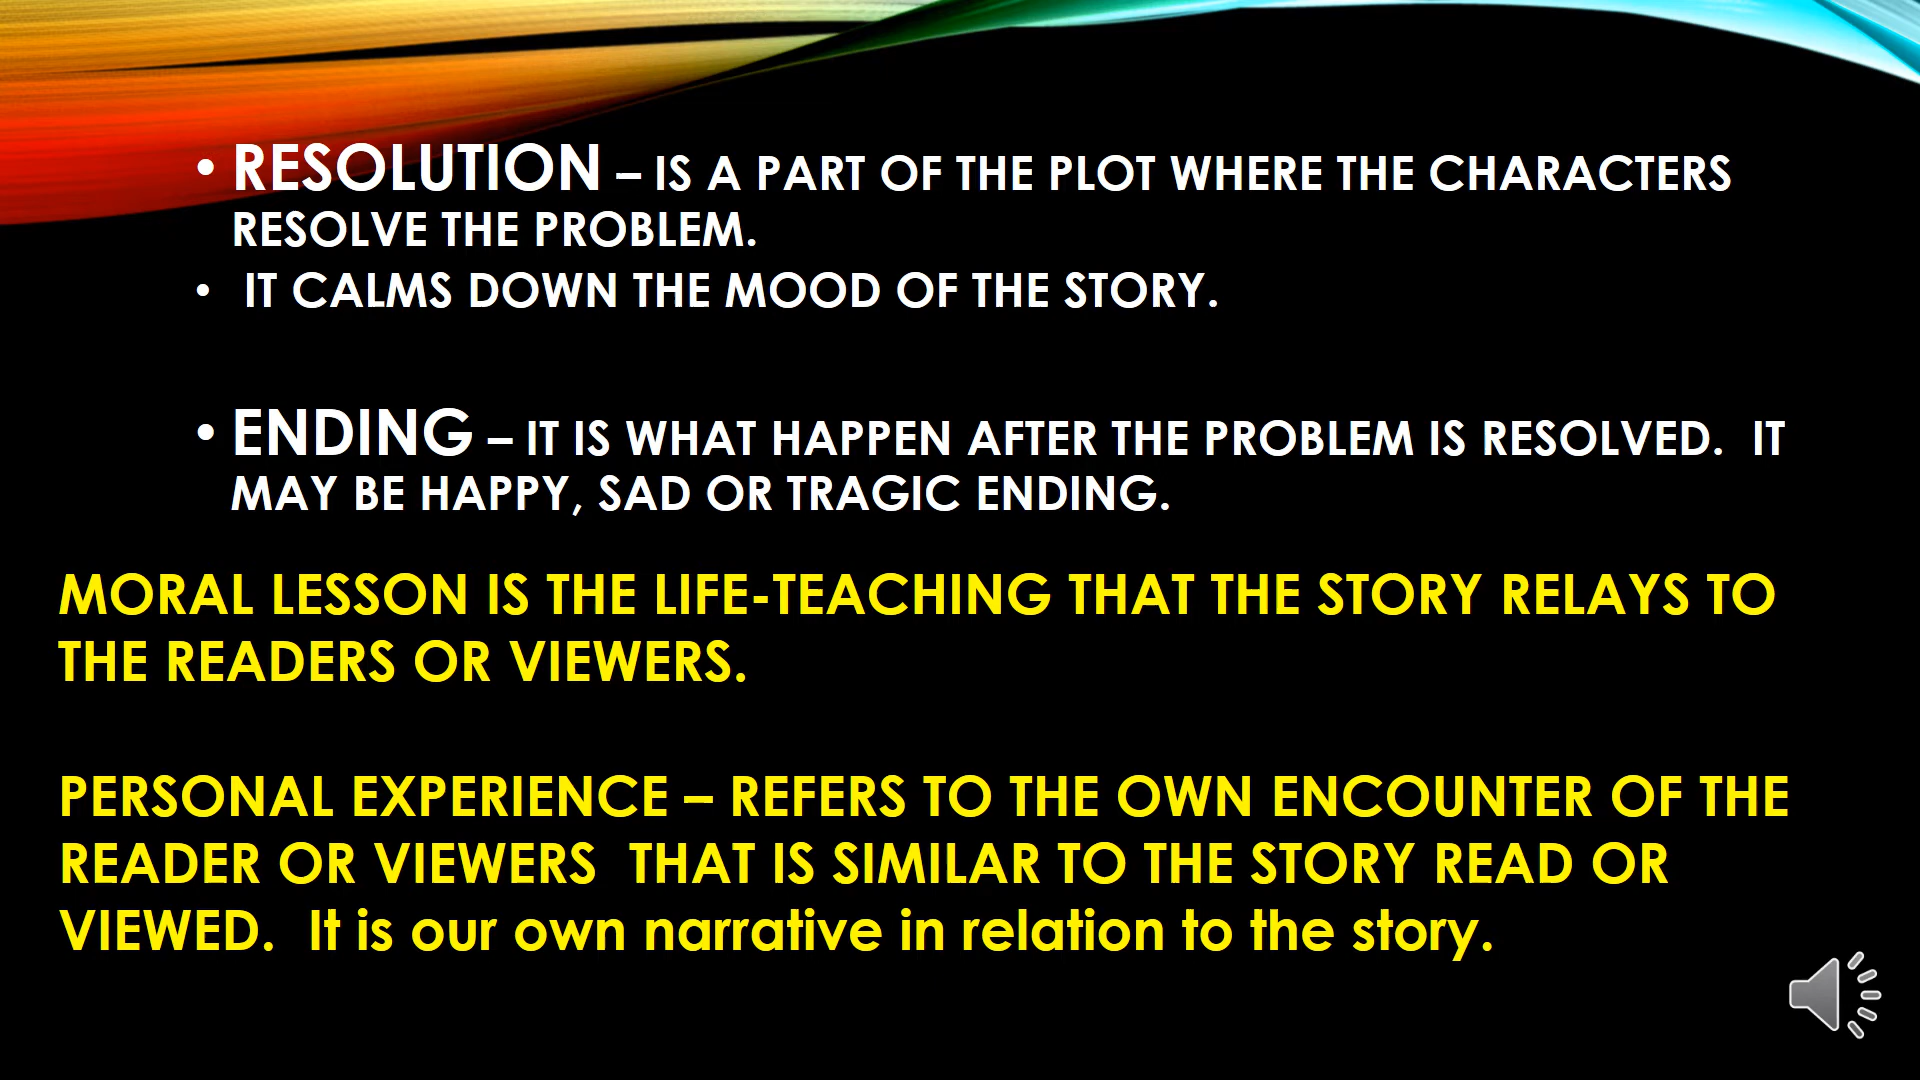 • RESOLUTION – IS A PART OF THE PLOT WHERE THE CHARACTERS
RESOLVE THE PROBLEM.
• IT CALMS DOWN THE MOOD OF THE STORY.
• ENDING – IT IS WHAT HAPPEN AFTER THE PROBLEM IS RESOLVED.  IT
MAY BE HAPPY, SAD OR TRAGIC ENDING.
MORAL LESSON IS THE LIFE-TEACHING THAT THE STORY RELAYS TO
THE READERS OR VIEWERS.
PERSONAL EXPERIENCE – REFERS TO THE OWN ENCOUNTER OF THE
READER OR VIEWERS  THAT IS SIMILAR TO THE STORY READ OR
VIEWED.  It is our own narrative in relation to the story.